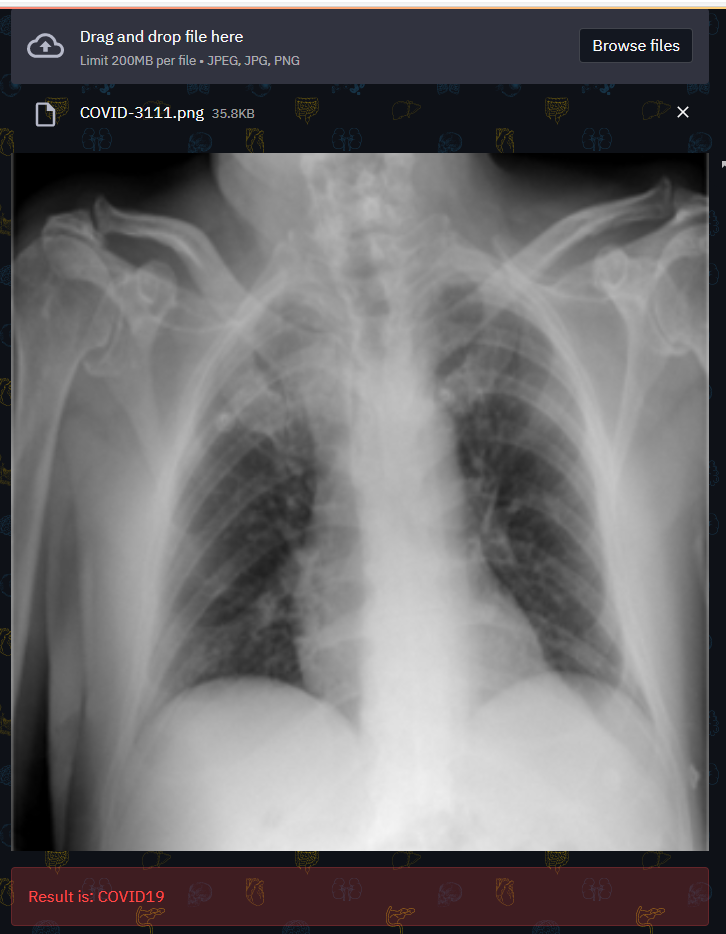 Drag and drop file here
Limit 200MB per file • JPEG, JPG, PNG
Browse files
COVID-3111.png 35.8KB
Result is: COVID19